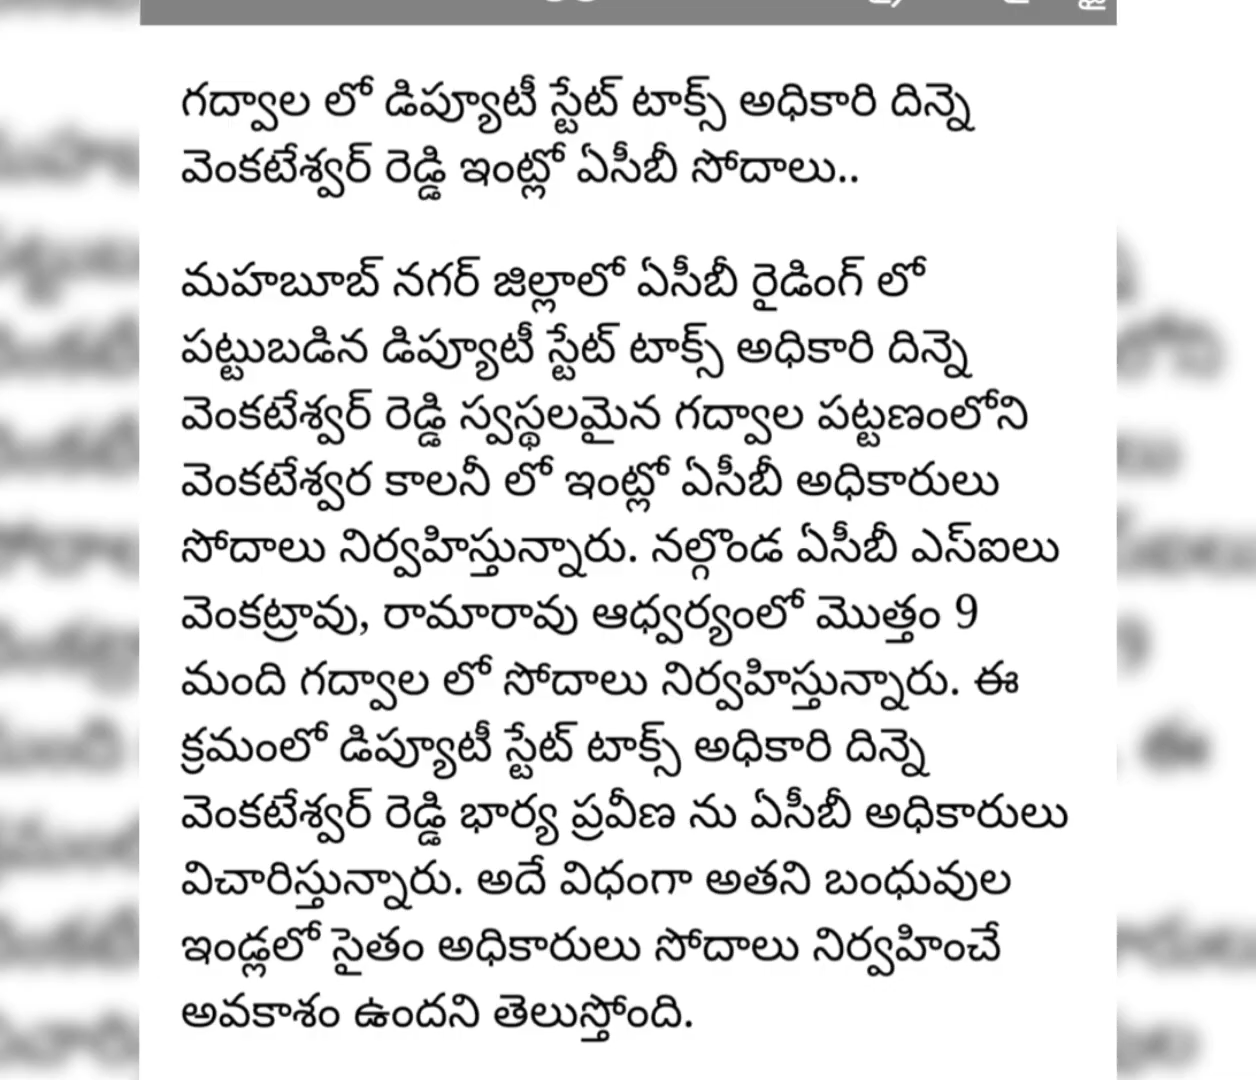 గద్వాల లో డిప్యూటీ స్టేట్ టాక్స్ అధికారి దిన్నె
వెంకటేశ్వర్ రెడ్డి ఇంట్లో ఏసీబీ సోదాలు..
మహబూబ్ నగర్ జిల్లాలో ఏసీబీ రైడింగ్ లో
పట్టుబడిన డిప్యూటీ స్టేట్ టాక్స్ అధికారి దిన్నె
వెంకటేశ్వర్ రెడ్డి స్వస్థలమైన గద్వాల పట్టణంలోని
వెంకటేశ్వర కాలనీ లో ఇంట్లో ఏసీబీ అధికారులు
సోదాలు నిర్వహిస్తున్నారు. నల్గొండ ఏసీబీ ఎస్ఐలు
వెంకట్రావు, రామారావు ఆధ్వర్యంలో మొత్తం 9
మంది గద్వాల లో సోదాలు నిర్వహిస్తున్నారు. ఈ
క్రమంలో డిప్యూటీ స్టేట్ టాక్స్ అధికారి దిన్నె
వెంకటేశ్వర్ రెడ్డి భార్య ప్రవీణ ను ఏసీబీ అధికారులు
విచారిస్తున్నారు. అదే విధంగా అతని బంధువుల
ఇండ్లలో సైతం అధికారులు సోదాలు నిర్వహించే
అవకాశం ఉందని తెలుస్తోంది.